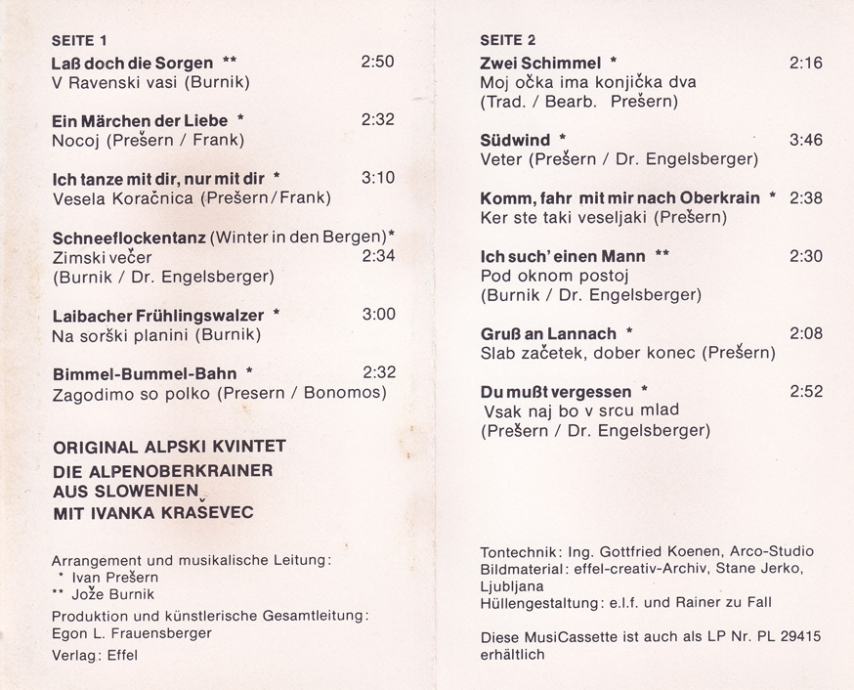 SEITE 1
Laß doch die Sorgen ** 2:50
V Ravenski vasi (Burnik)
Ein Märchen der Liebe * 2:32
Nocoj (Prešern / Frank)
Ich tanze mit dir, nur mit dir * 3:10
Vesela Koračnica (Prešern/Frank)
Schneeflockentanz (Winter in den Bergen)*
Zimski večer 2:34
(Burnik / Dr. Engelsberger)
Laibacher Frühlingswalzer * 3:00
Na sorški planini (Burnik)
Bimmel-Bummel-Bahn * 2:32
Zagodimo so polko (Presern / Bonomos)
ORIGINAL ALPSKI KVINTET
DIE ALPENOBERKRAINER
AUS SLOWENIEN
MIT IVANKA KRAŠEVEC
Arrangement und musikalische Leitung:
* Ivan Prešern
** Jože Burnik
Produktion und künstlerische Gesamtleitung:
Egon L. Frauensberger
Verlag: Effel
SEITE 2
Zwei Schimmel * 2:16
Moj očka ima konjička dva
(Trad. / Bearb. Prešern)
Südwind * 3:46
Veter (Prešern / Dr. Engelsberger)
Komm, fahr mit mir nach Oberkrain * 2:38
Ker ste taki veseljaki (Prešern)
Ich such' einen Mann ** 2:30
Pod oknom postoj
(Burnik / Dr. Engelsberger)
Gruß an Lannach * 2:08
Slab začetek, dober konec (Prešern)
Du mußt vergessen * 2:52
Vsak naj bo v srcu mlad
(Prešern / Dr. Engelsberger)
Tontechnik: Ing. Gottfried Koenen, Arco-Studio
Bildmaterial: effel-creativ-Archiv, Stane Jerko,
Ljubljana
Hüllengestaltung: e.l.f. und Rainer zu Fall
Diese MusiCassette ist auch als LP Nr. PL 29415
erhältlich